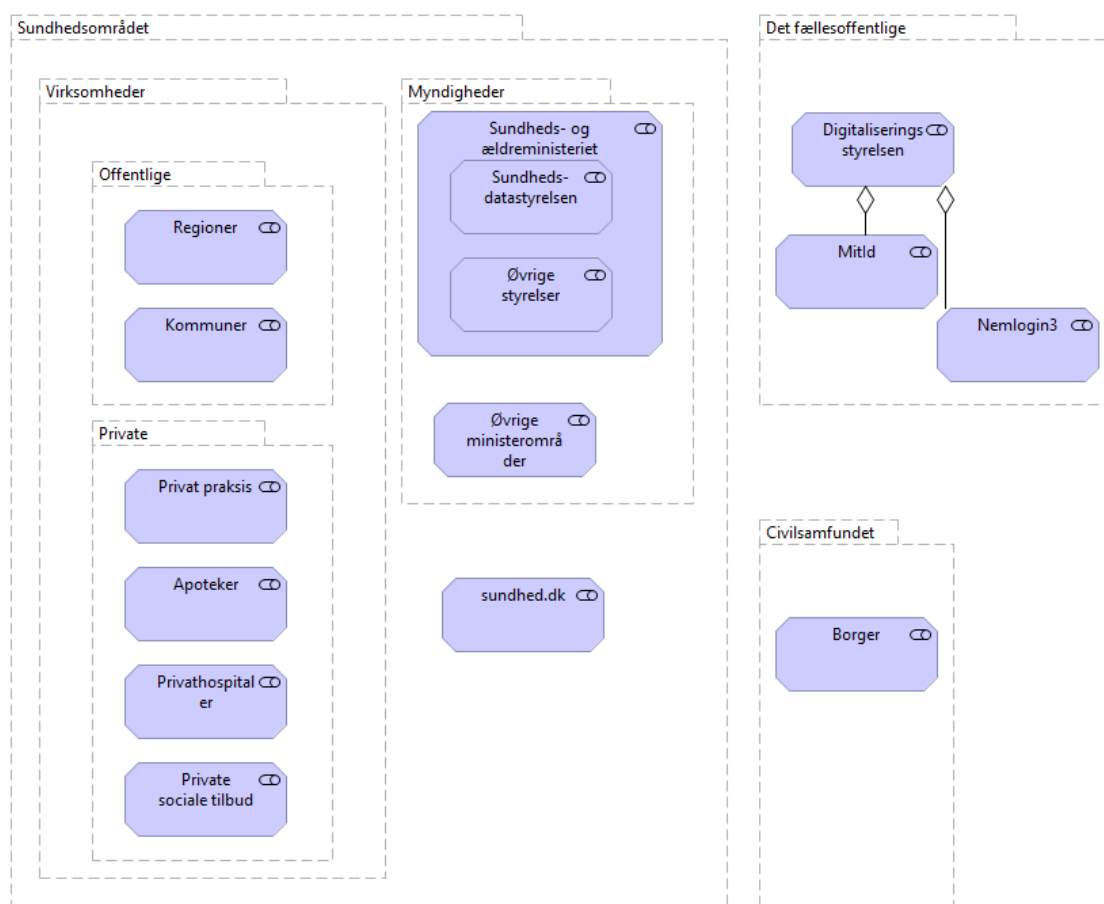 Sundhedsområdet
Virksomheder
Offentlige
Regioner
Kommuner
Private
Privat praksis
Apoteker
Privathospital
er
Private
sociale tilbud
Myndigheder
Sundheds- og
ældreministeriet
Sundheds-
datastyrelsen
Øvrige
styrelser
Øvrige
ministerområ
der
sundhed.dk
Det fællesoffentlige
Digitaliserings
styrelsen
MitId
Nemlogin3
Civilsamfundet
Borger